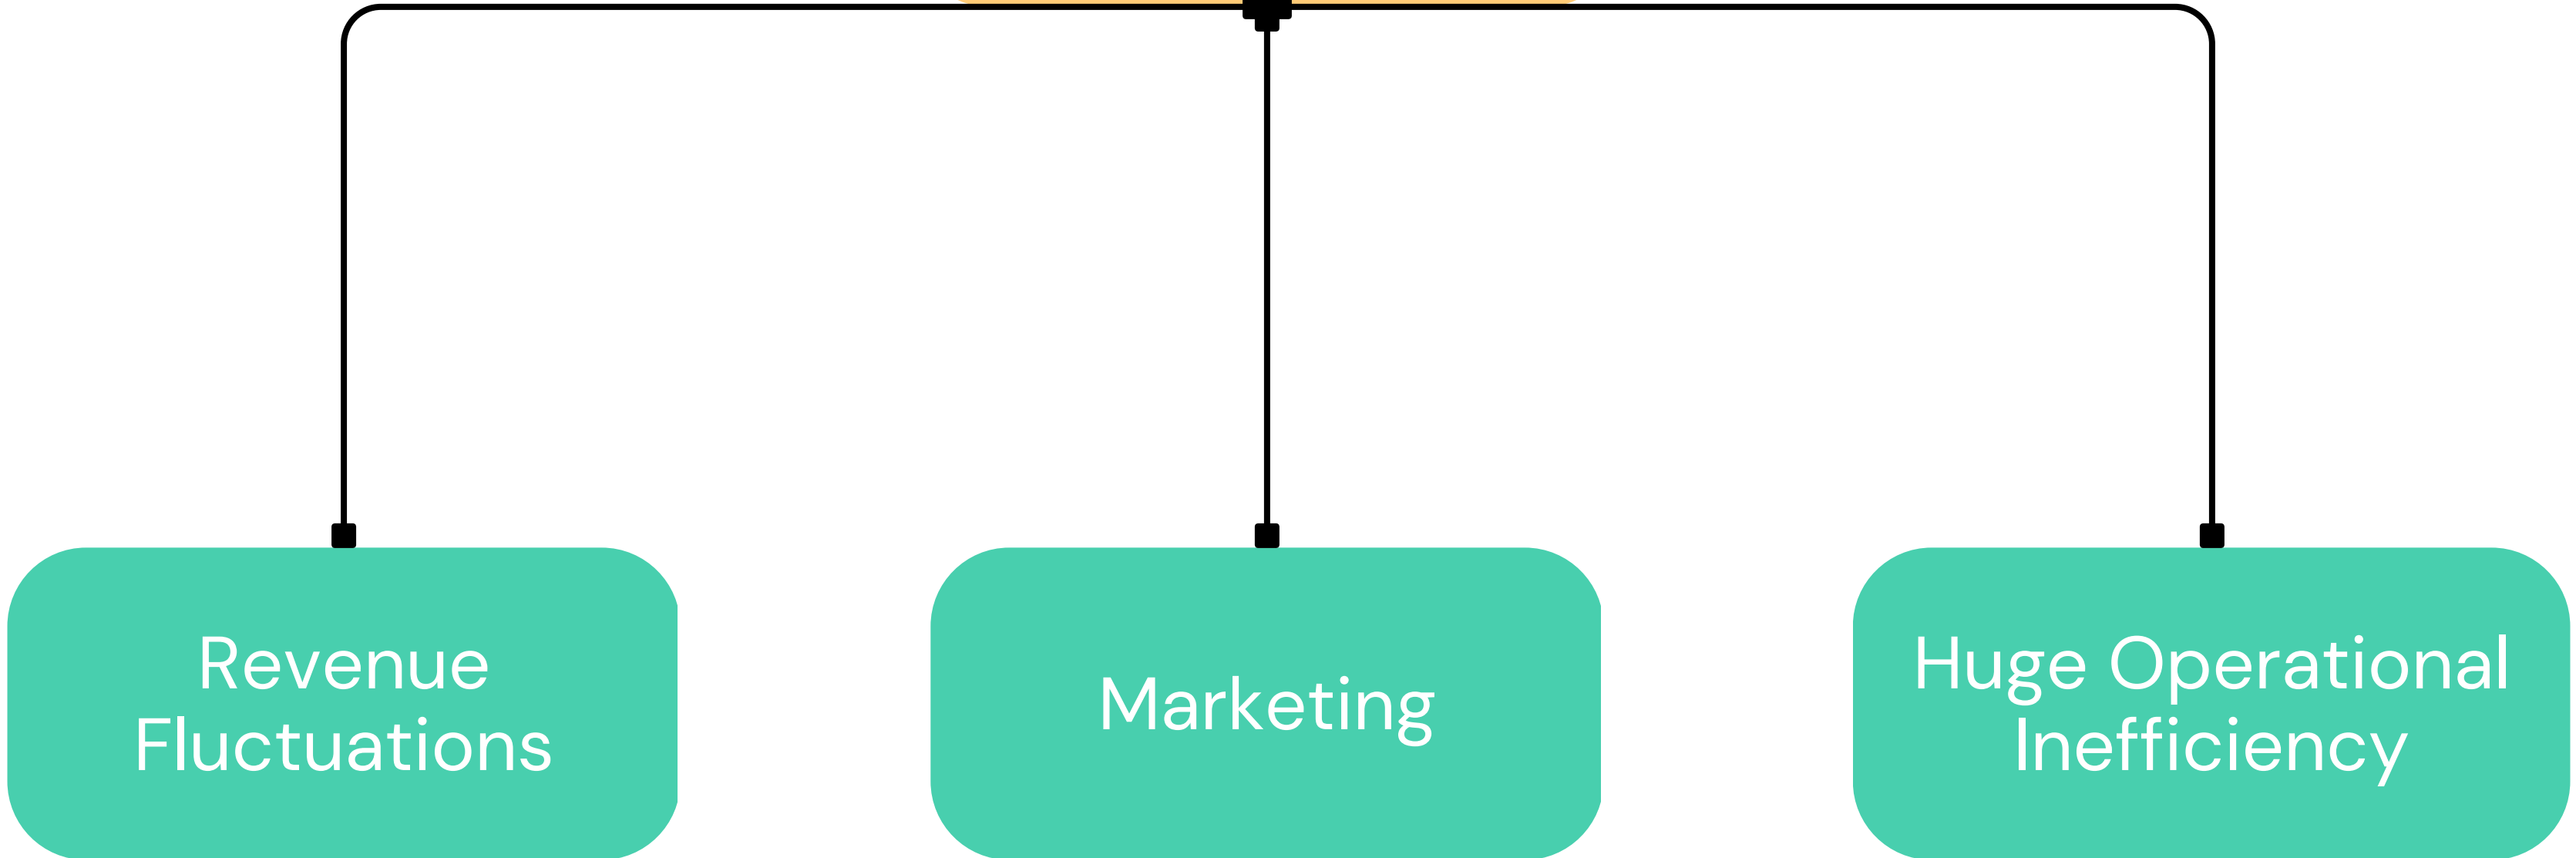 Revenue
Fluctuations
Marketing
Huge Operational
Inefficiency